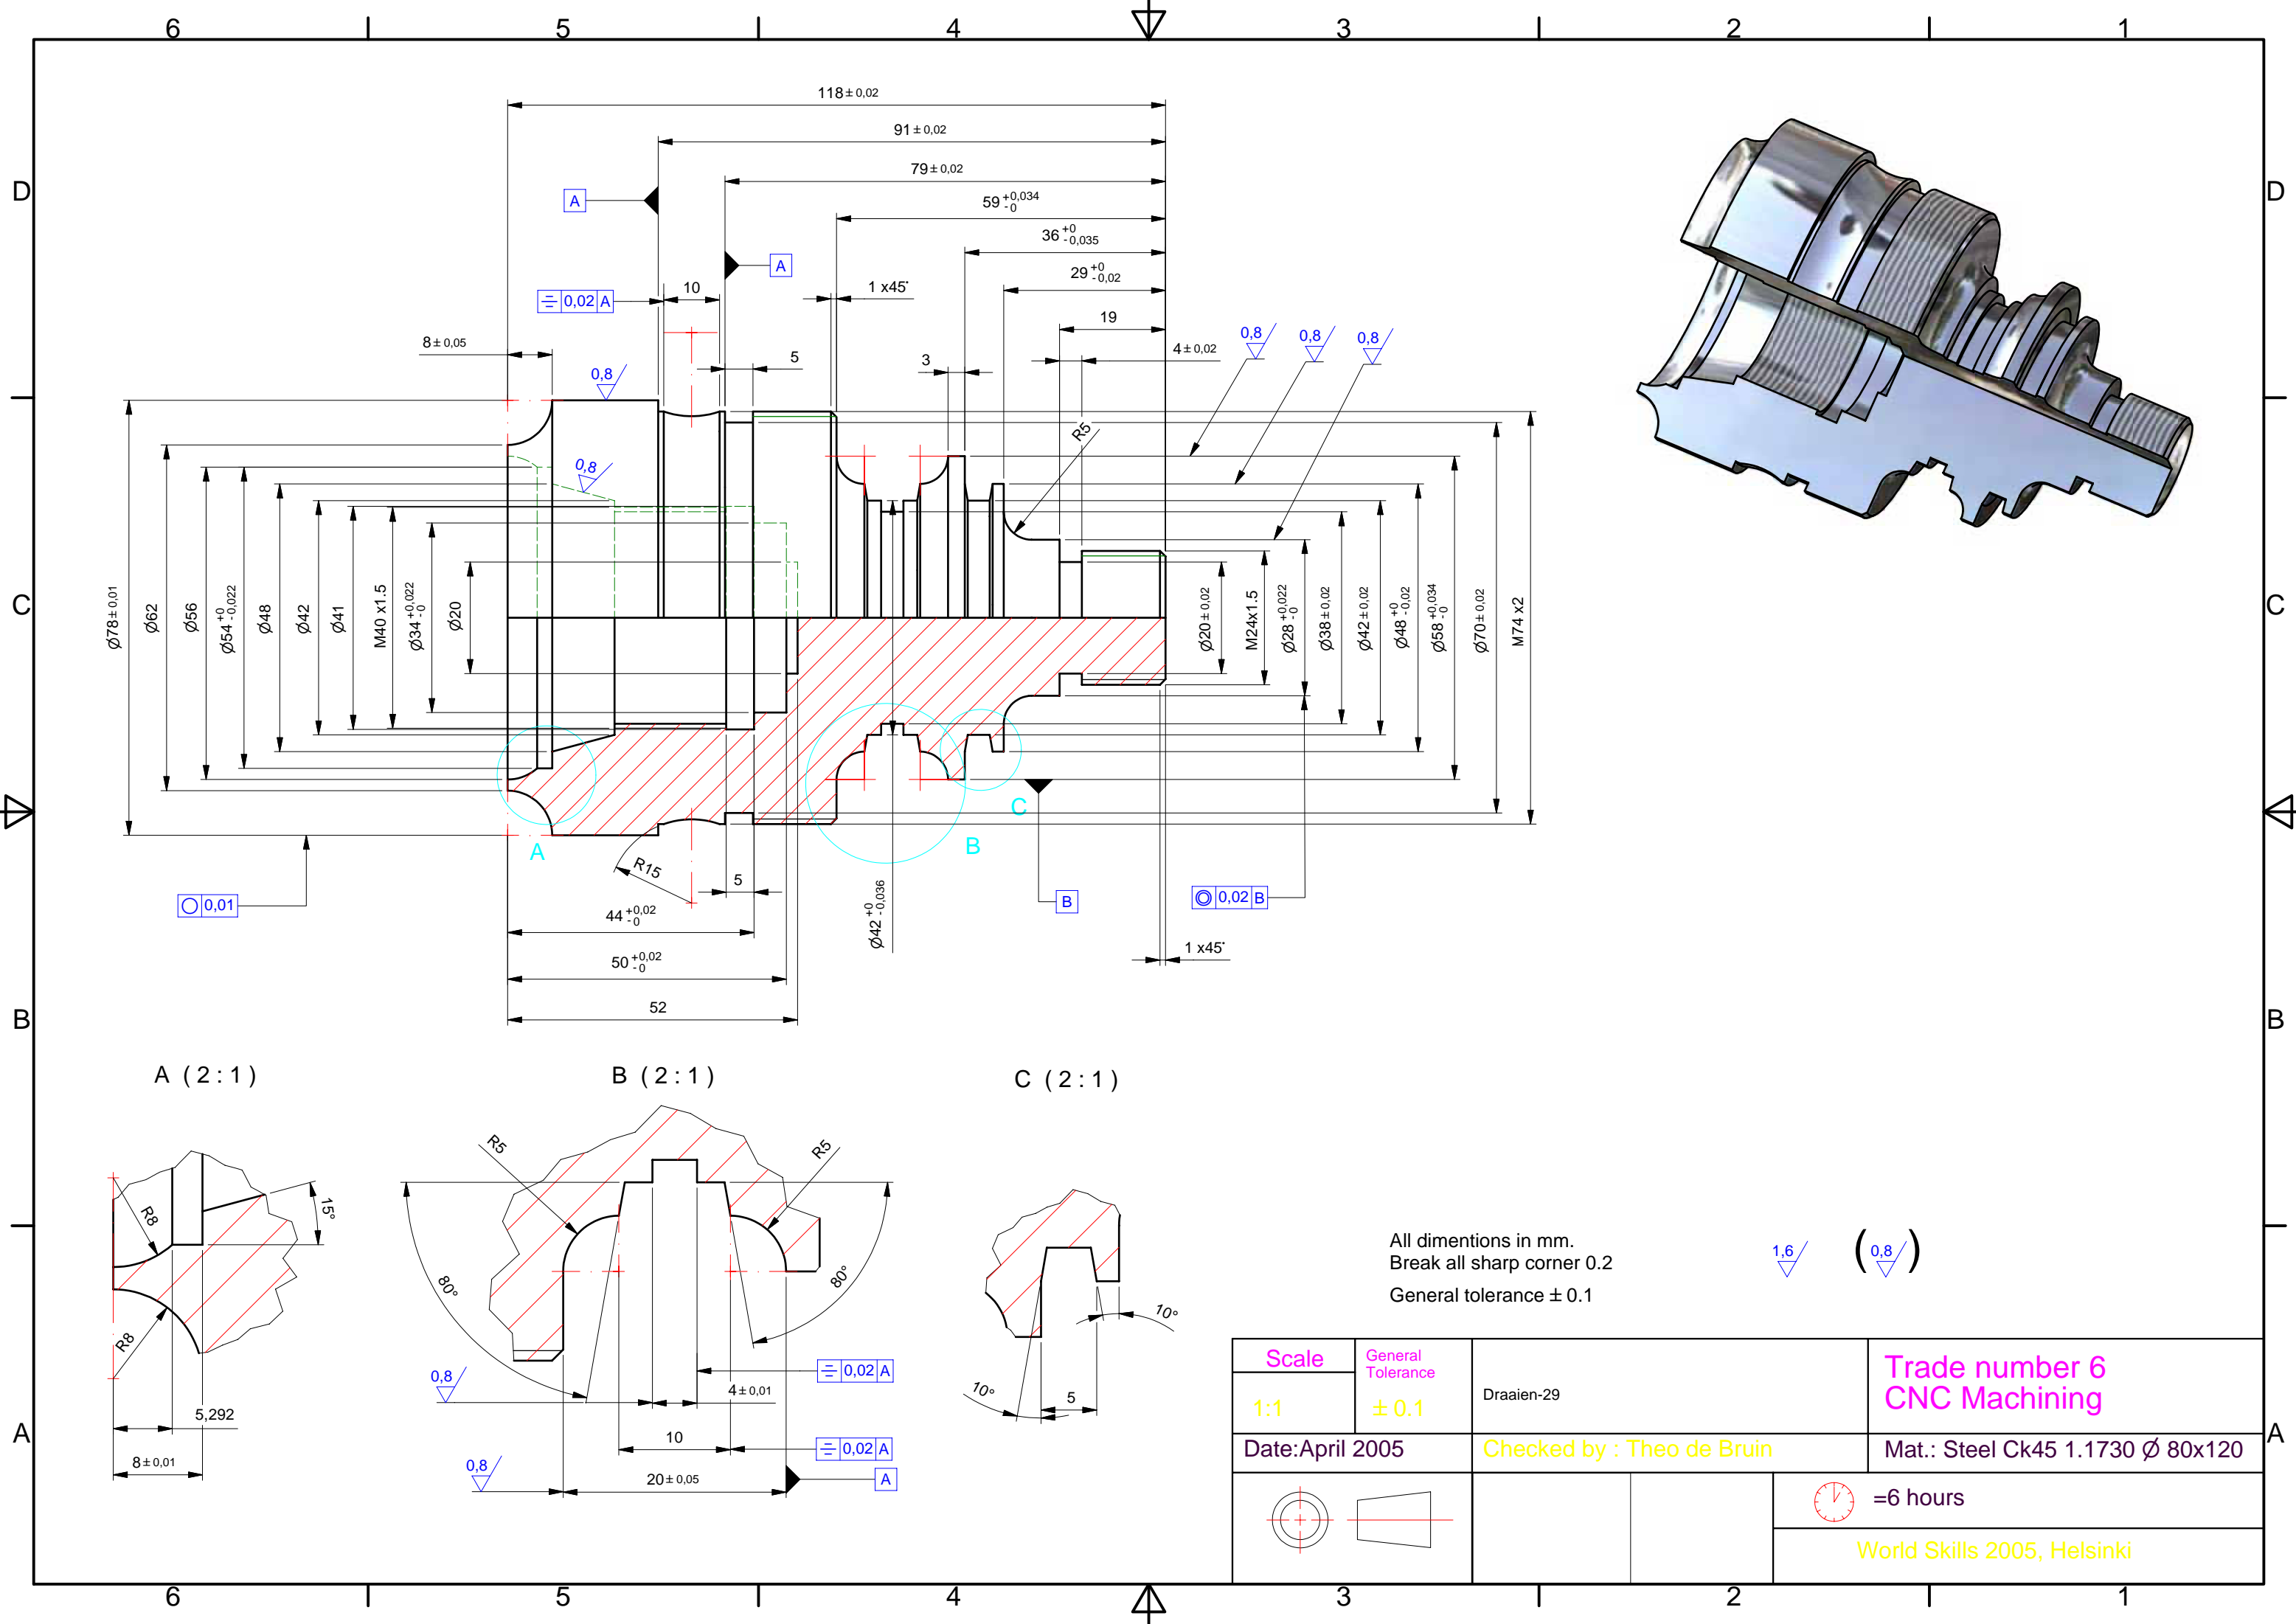 6 5 4 3 2 1
118 ± 0,02
91 ± 0,02
79 ± 0,02
59 +0,034 -0
36 +0 -0,035
29 +0 -0,02
19
4 ± 0,02
A
A
⌯ 0,02 A
10
1 x45°
8 ± 0,05
5
3
0,8
0,8
0,8
0,8
0,8
R5
D
D
C
C
B
B
A
A
Ø78 ± 0,01
Ø62
Ø56
Ø54 +0 -0,022
Ø48
Ø42
Ø41
M40 x1.5
Ø34 +0,022 -0
Ø20
Ø20 ± 0,02
M24x1.5
Ø28 +0,022 -0
Ø38 ± 0,02
Ø42 ± 0,02
Ø48 +0 -0,02
Ø58 +0,034 -0
Ø70 ± 0,02
M74 x2
A
B
C
R15
5
○ 0,01
44 +0,02 -0
50 +0,02 -0
52
Ø42 +0 -0,036
B
◎ 0,02 B
1 x45°
A ( 2 : 1 )
R8
R8
15°
5,292
8 ± 0,01
B ( 2 : 1 )
R5
R5
80°
80°
0,8
4 ± 0,01
⌯ 0,02 A
10
⌯ 0,02 A
0,8
20 ± 0,05
A
C ( 2 : 1 )
10°
10°
5
All dimentions in mm.
Break all sharp corner 0.2
General tolerance ± 0.1
1,6 ( 0,8 )
Scale
1:1
General
Tolerance
± 0.1
Draaien-29
Trade number 6
CNC Machining
Date:April 2005
Checked by : Theo de Bruin
Mat.: Steel Ck45 1.1730 Ø 80x120
=6 hours
World Skills 2005, Helsinki
6 5 4 3 2 1